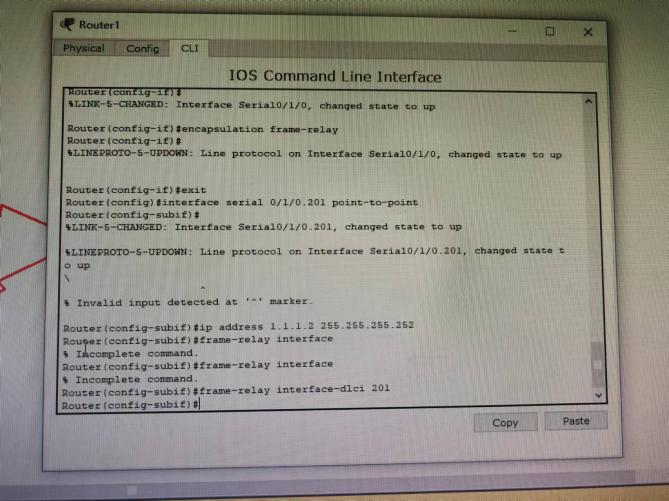 Router1
Physical Config CLI
IOS Command Line Interface
Router(config-if)#
%LINK-5-CHANGED: Interface Serial0/1/0, changed state to up
Router(config-if)#encapsulation frame-relay
Router(config-if)#
%LINEPROTO-5-UPDOWN: Line protocol on Interface Serial0/1/0, changed state to up
Router(config-if)#exit
Router(config)#interface serial 0/1/0.201 point-to-point
Router(config-subif)#
%LINK-5-CHANGED: Interface Serial0/1/0.201, changed state to up
%LINEPROTO-5-UPDOWN: Line protocol on Interface Serial0/1/0.201, changed state t
o up
\
^
% Invalid input detected at '^' marker.
Router(config-subif)#ip address 1.1.1.2 255.255.255.252
Router(config-subif)#frame-relay interface
% Incomplete command.
Router(config-subif)#frame-relay interface
% Incomplete command.
Router(config-subif)#frame-relay interface-dlci 201
Router(config-subif)#
Copy Paste